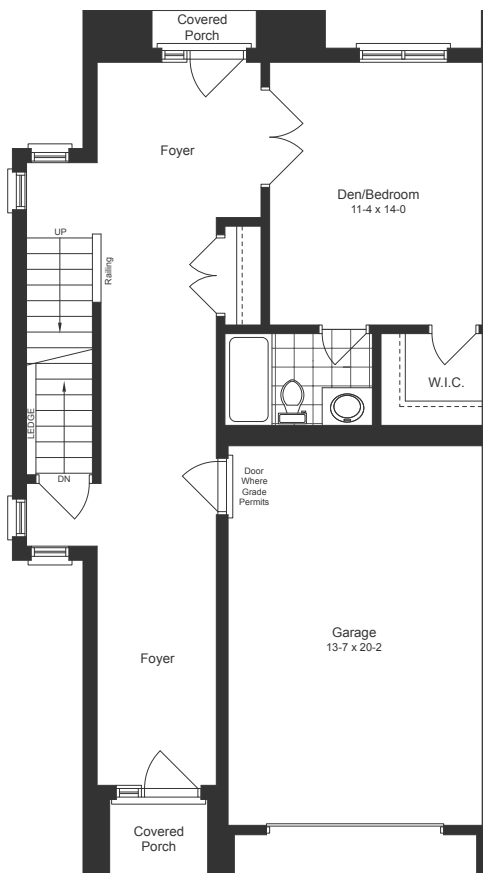 Covered
Porch
Foyer
Den/Bedroom
11-4 x 14-0
UP
Railing
W.I.C.
LEDGE
DN
Door
Where
Grade
Permits
Garage
13-7 x 20-2
Foyer
Covered
Porch